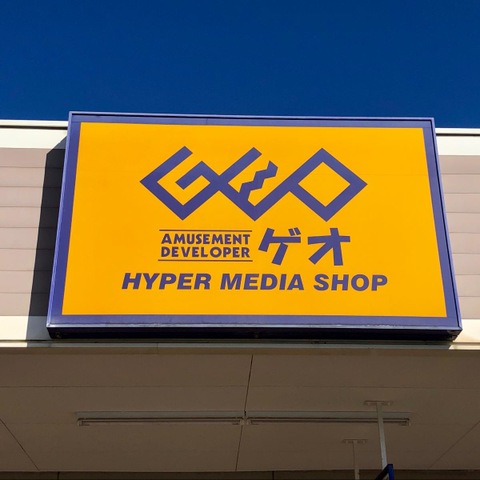 GEO
AMUSEMENT
DEVELOPER
ゲオ
HYPER MEDIA SHOP